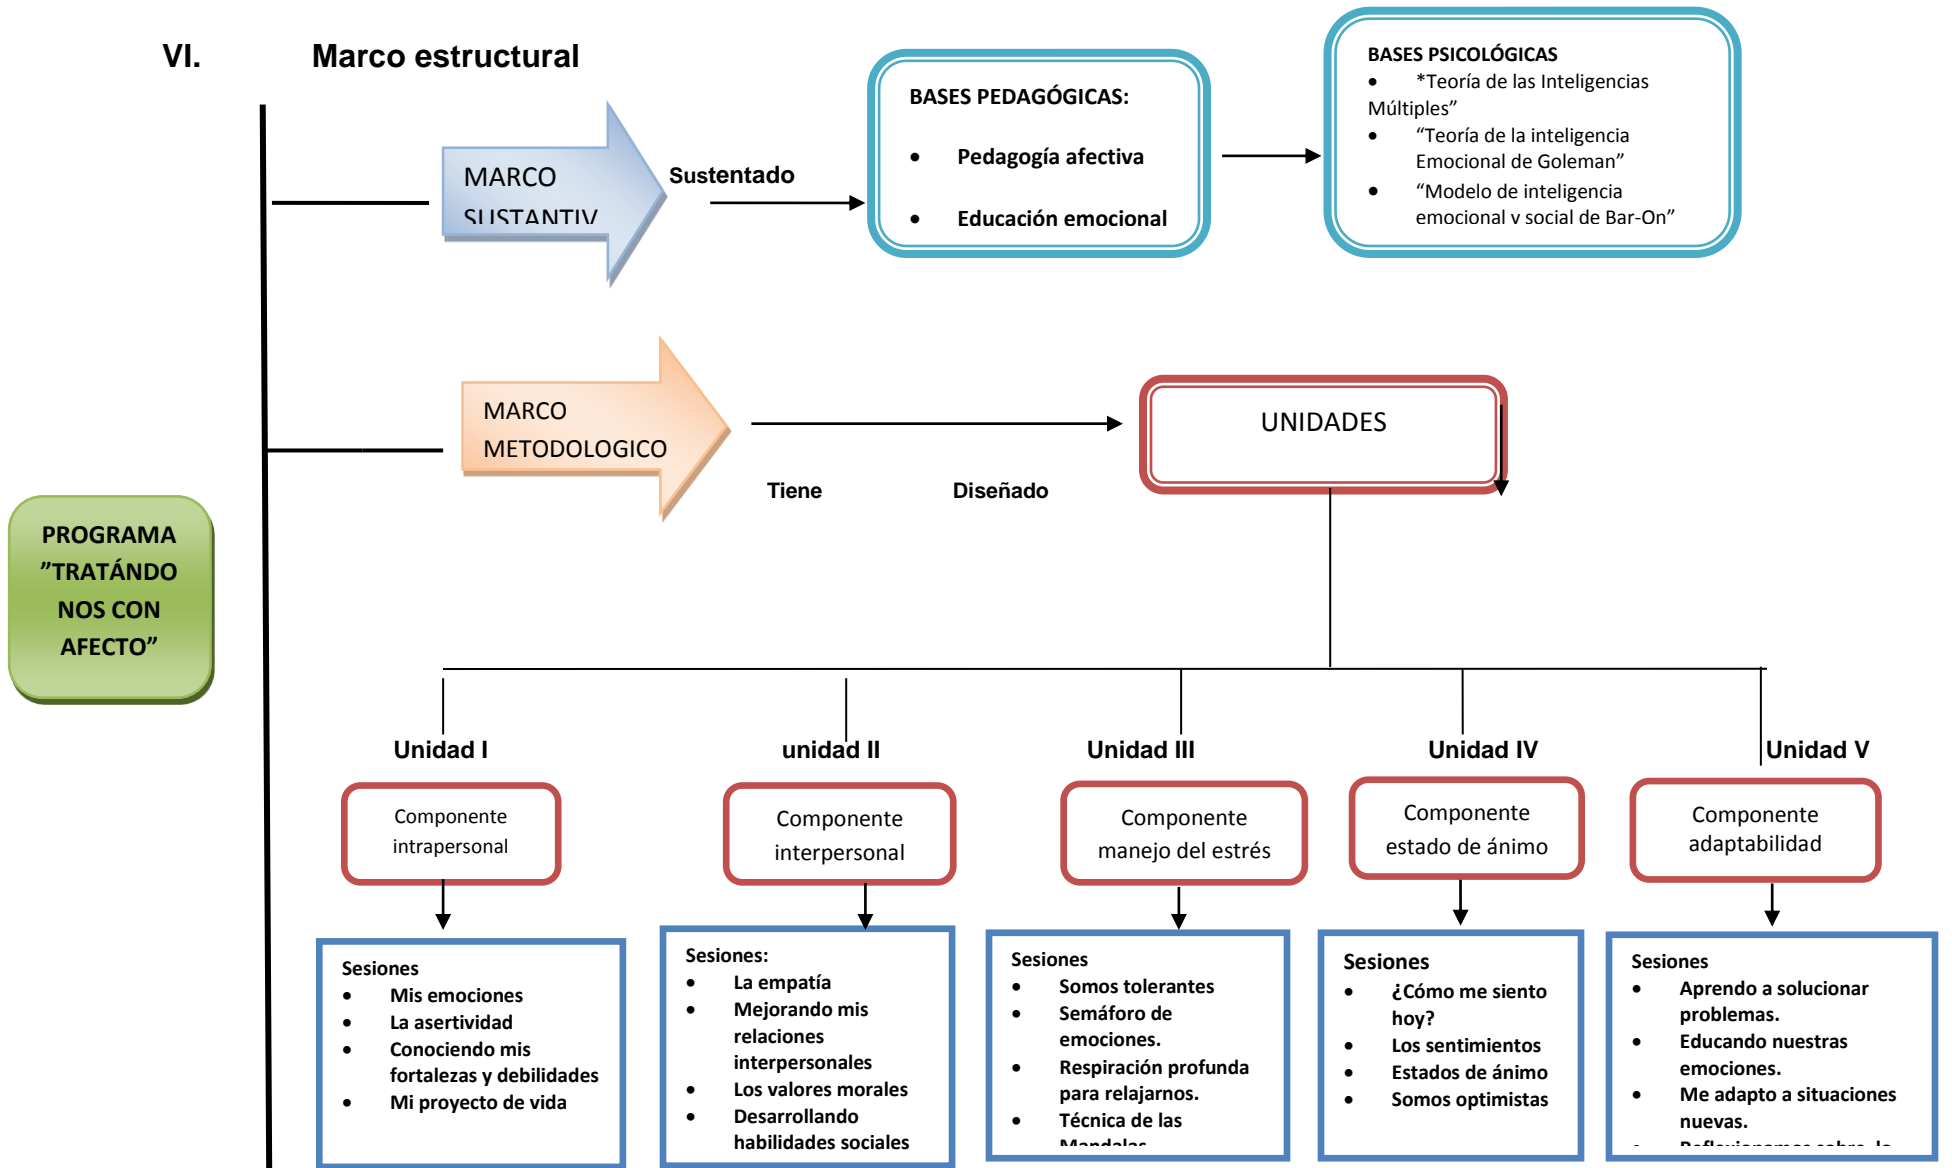 VI. Marco estructural
MARCO
SUSTANTIV
Sustentado
BASES PEDAGÓGICAS:
• Pedagogía afectiva
• Educación emocional
BASES PSICOLÓGICAS
• *Teoría de las Inteligencias
Múltiples”
• “Teoría de la inteligencia
Emocional de Goleman”
• “Modelo de inteligencia
emocional y social de Bar-On”
MARCO
METODOLOGICO
Tiene
Diseñado
UNIDADES
PROGRAMA
”TRATÁNDO
NOS CON
AFECTO”
Unidad I
unidad II
Unidad III
Unidad IV
Unidad V
Componente
intrapersonal
Componente
interpersonal
Componente
manejo del estrés
Componente
estado de ánimo
Componente
adaptabilidad
Sesiones
• Mis emociones
• La asertividad
• Conociendo mis
fortalezas y debilidades
• Mi proyecto de vida
Sesiones:
• La empatía
• Mejorando mis
relaciones
interpersonales
• Los valores morales
• Desarrollando
habilidades sociales
Sesiones
• Somos tolerantes
• Semáforo de
emociones.
• Respiración profunda
para relajarnos.
• Técnica de las
Mandalas
Sesiones
• ¿Cómo me siento
hoy?
• Los sentimientos
• Estados de ánimo
• Somos optimistas
Sesiones
• Aprendo a solucionar
problemas.
• Educando nuestras
emociones.
• Me adapto a situaciones
nuevas.
• Reflexionamos sobre lo